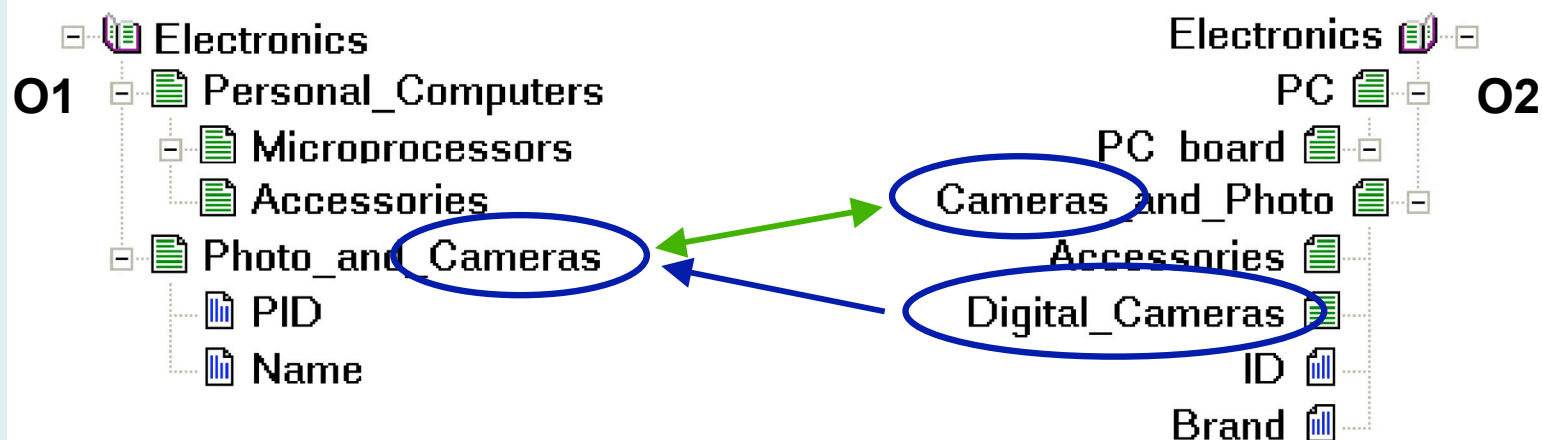 Electronics
O1
Personal_Computers
Microprocessors
Accessories
Photo_and_Cameras
PID
Name
Electronics
PC
O2
PC_board
Cameras_and_Photo
Accessories
Digital_Cameras
ID
Brand